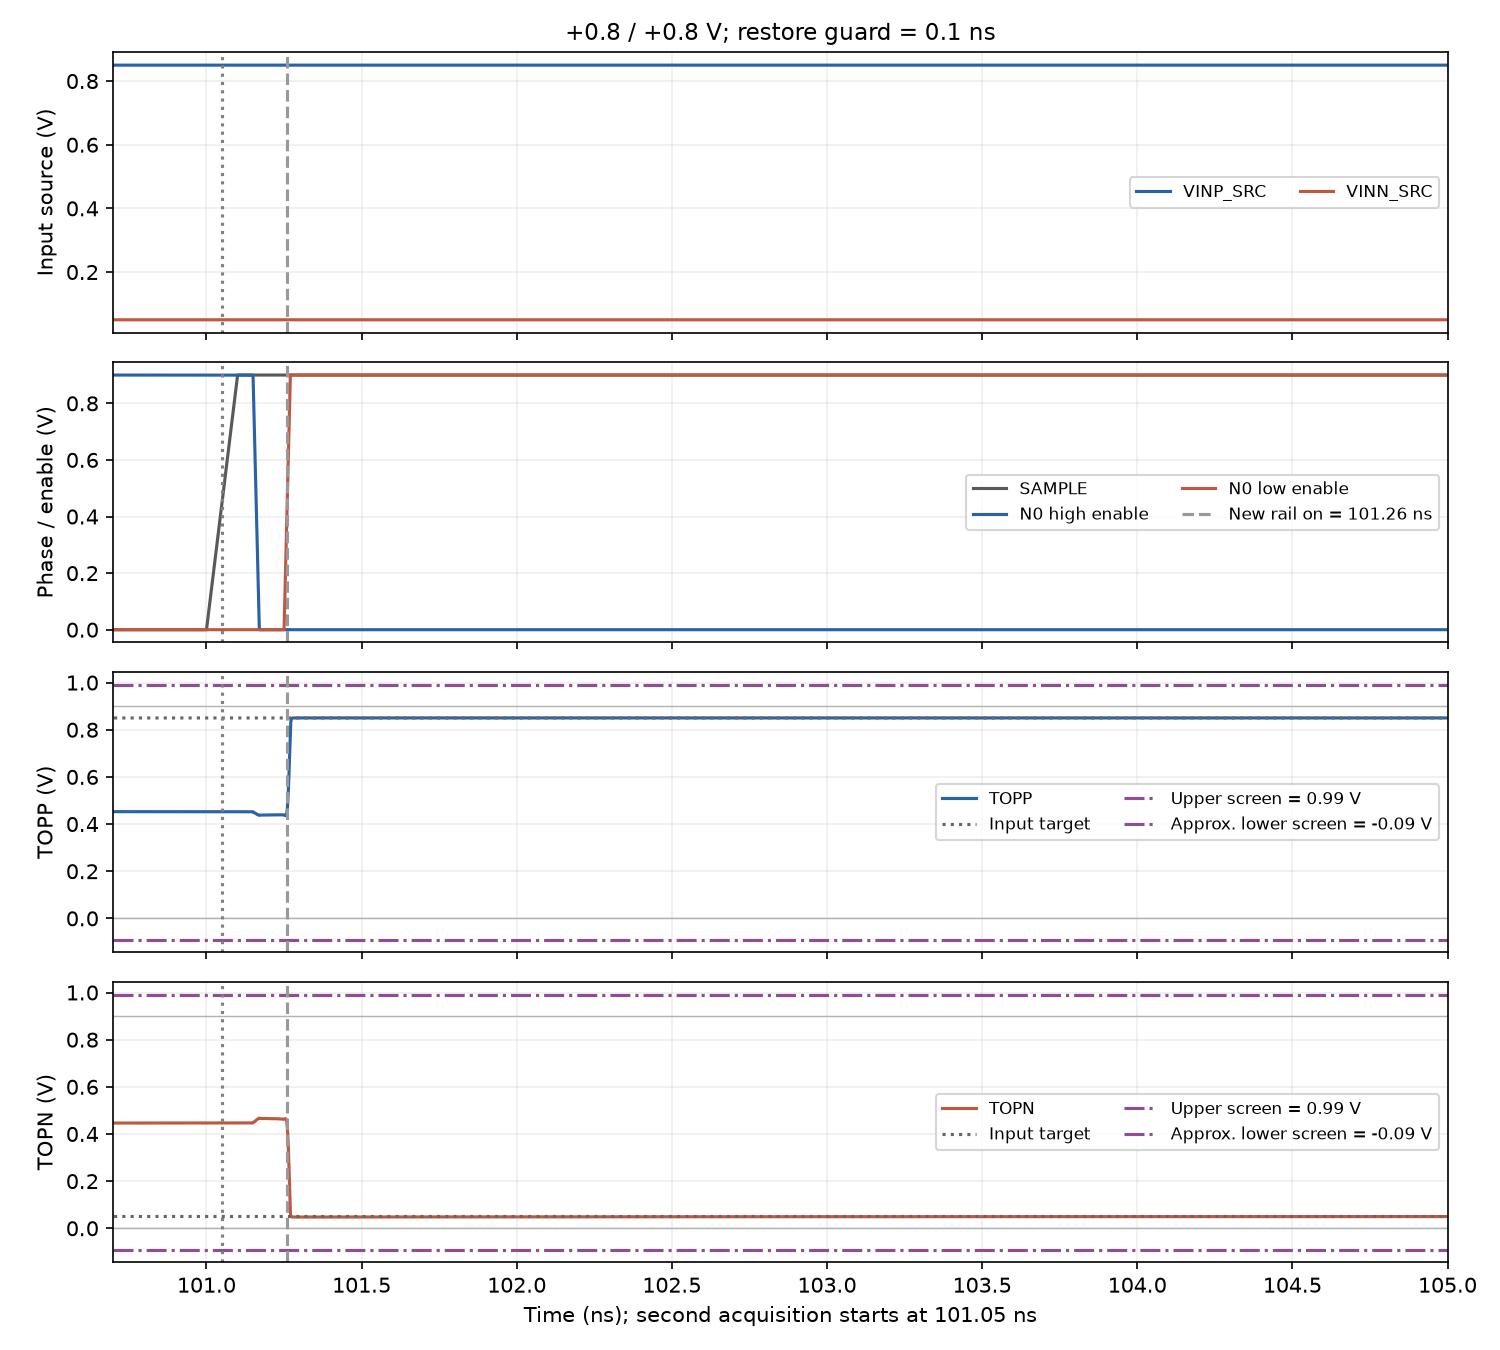 +0.8 / +0.8 V; restore guard = 0.1 ns
Input source (V)
0.8
0.6
0.4
0.2
VINP_SRC VINN_SRC
Phase / enable (V)
0.8
0.6
0.4
0.2
0.0
SAMPLE N0 low enable
N0 high enable New rail on = 101.26 ns
TOPP (V)
1.0
0.8
0.6
0.4
0.2
0.0
TOPP Upper screen = 0.99 V
Input target Approx. lower screen = -0.09 V
TOPN (V)
1.0
0.8
0.6
0.4
0.2
0.0
TOPN Upper screen = 0.99 V
Input target Approx. lower screen = -0.09 V
101.0 101.5 102.0 102.5 103.0 103.5 104.0 104.5 105.0
Time (ns); second acquisition starts at 101.05 ns